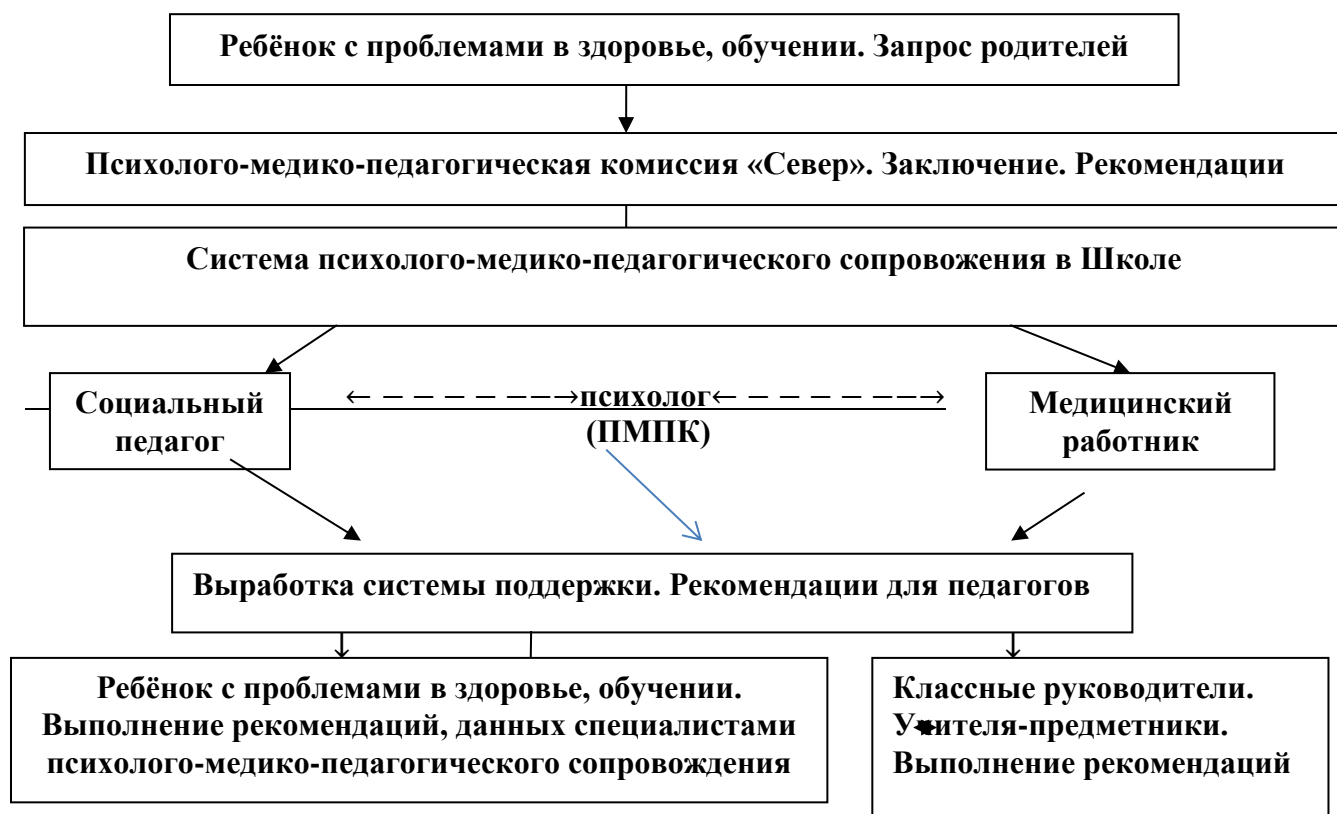 Ребёнок с проблемами в здоровье, обучении. Запрос родителей
Психолого-медико-педагогическая комиссия «Север». Заключение. Рекомендации
Система психолого-медико-педагогического сопровожения в Школе
Социальный
педагог
психолог
(ПМПК)
Медицинский
работник
Выработка системы поддержки. Рекомендации для педагогов
Ребёнок с проблемами в здоровье, обучении.
Выполнение рекомендаций, данных специалистами
психолого-медико-педагогического сопровождения
Классные руководители.
Учителя-предметники.
Выполнение рекомендаций